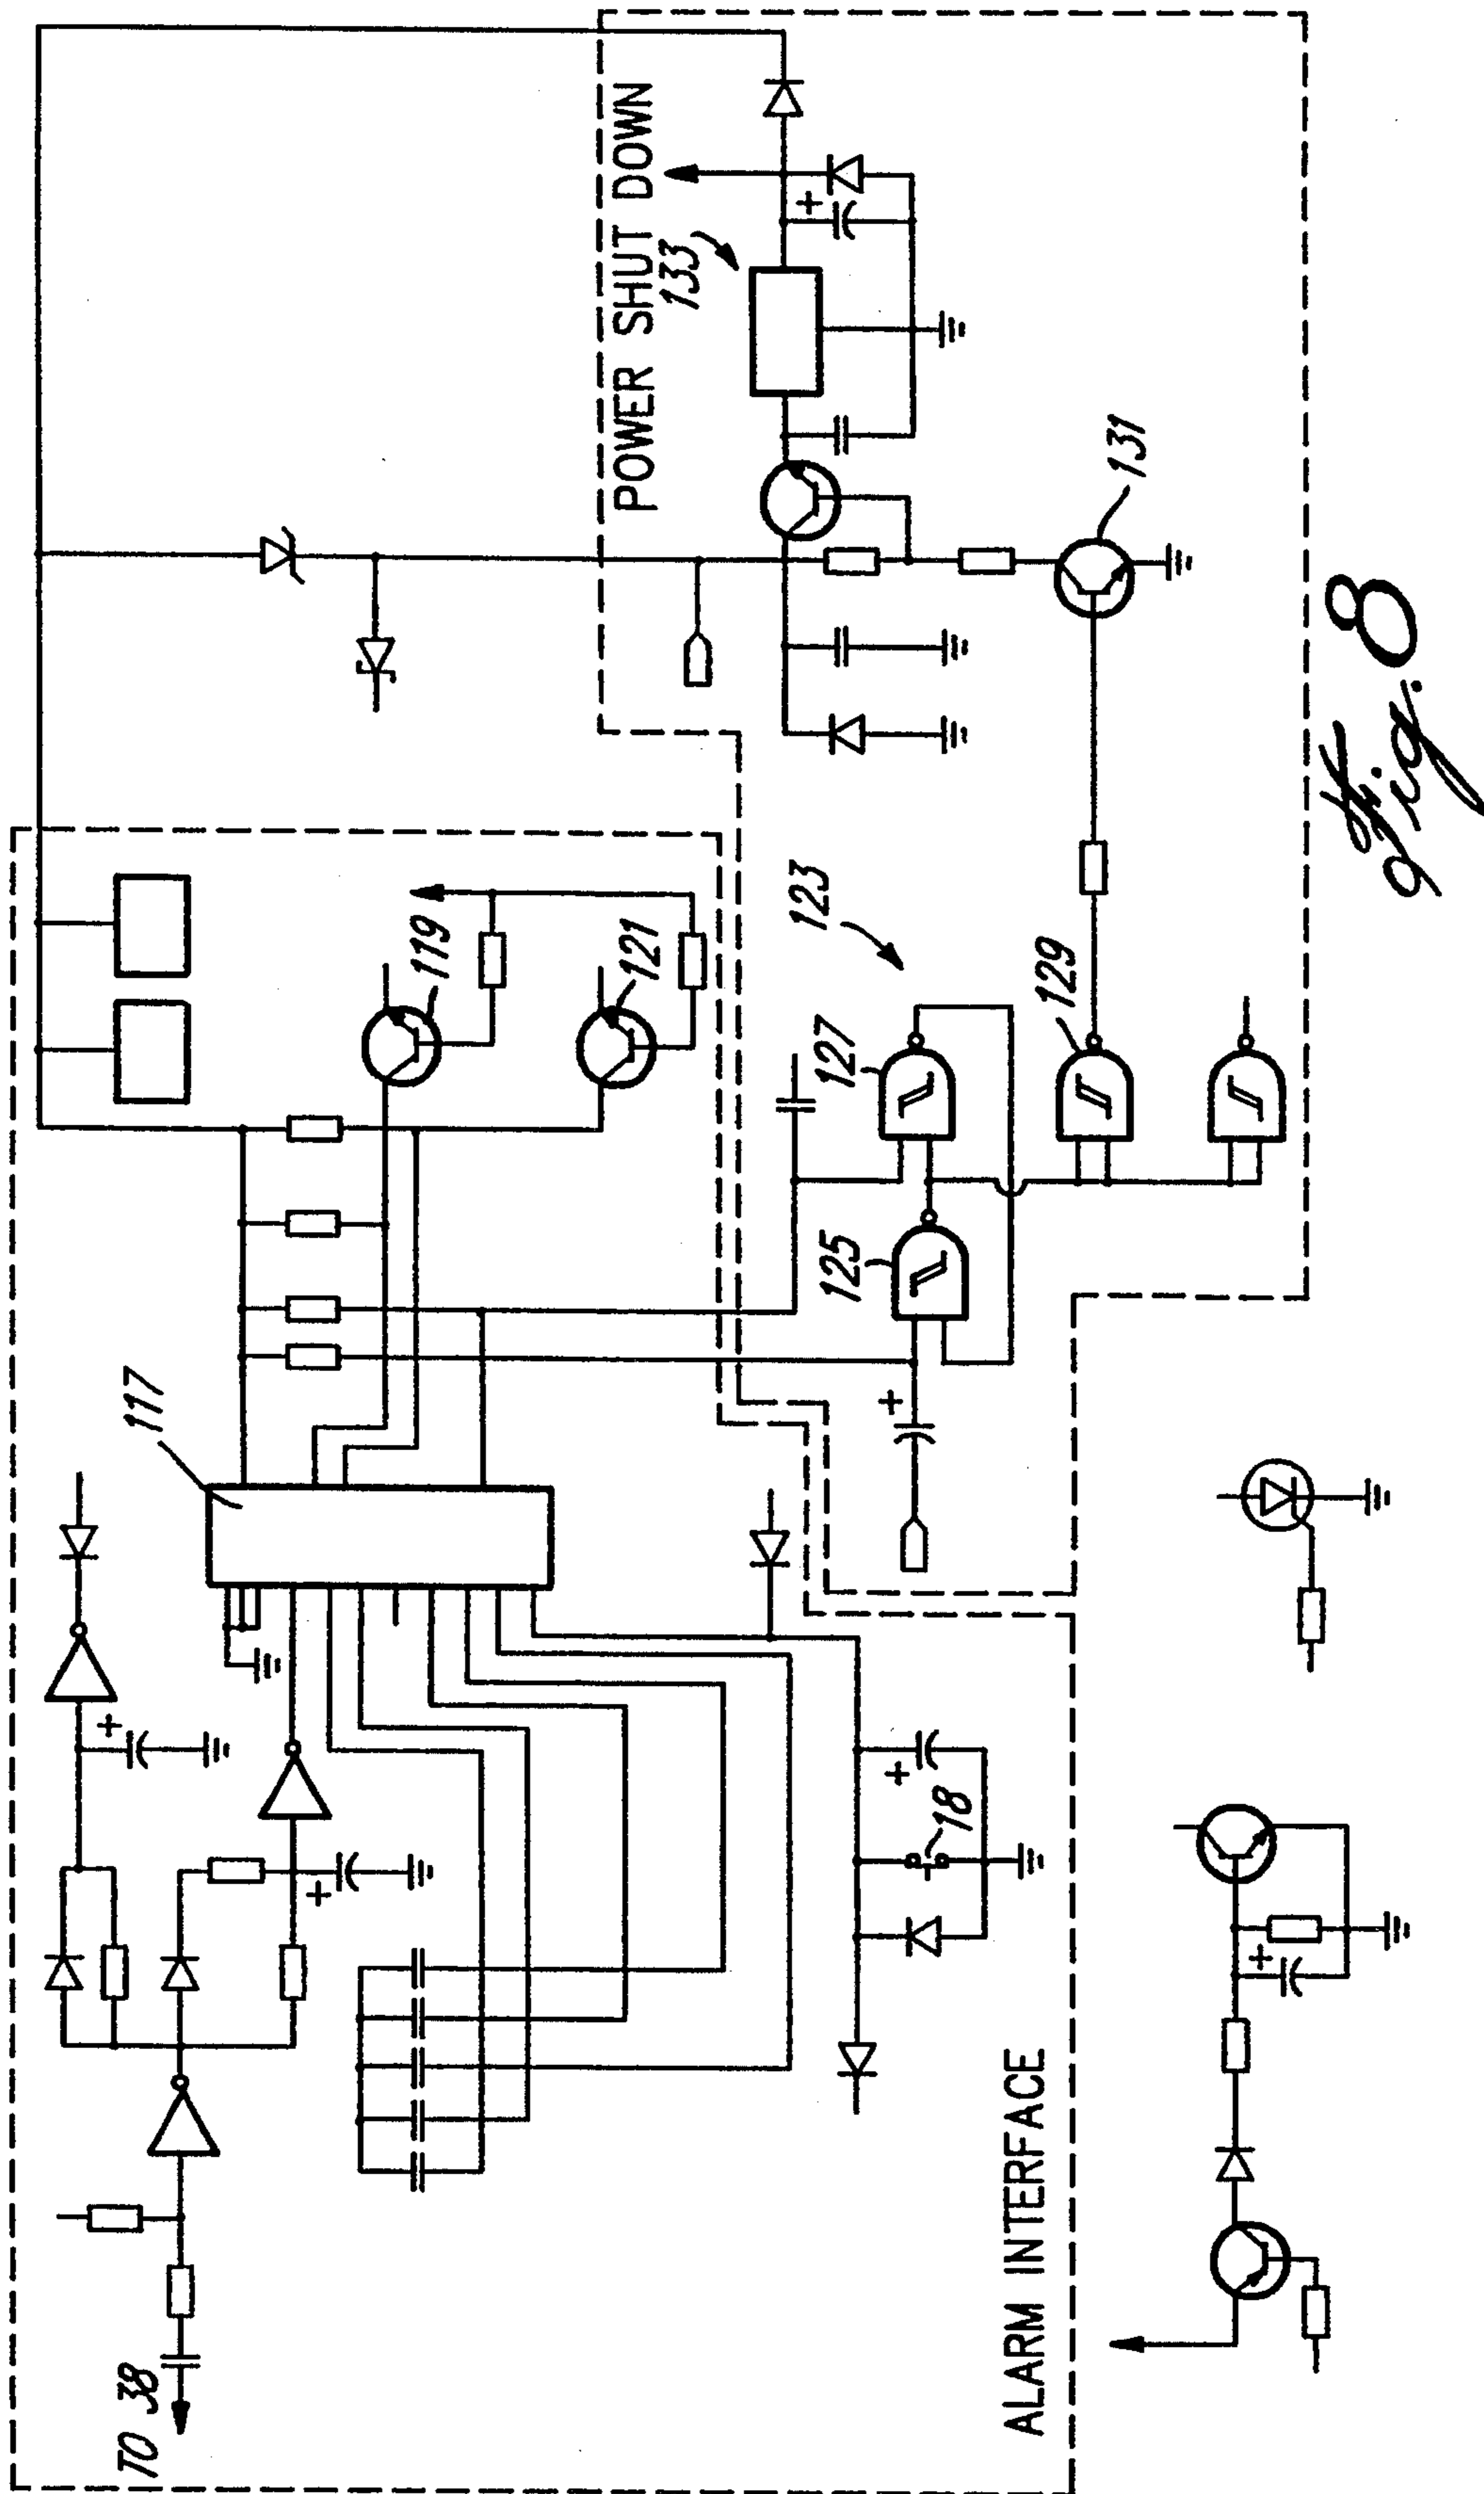 TO 38
117
119
121
123
125
127
129
131
133
18
POWER SHUT DOWN
ALARM INTERFACE
Fig. 8